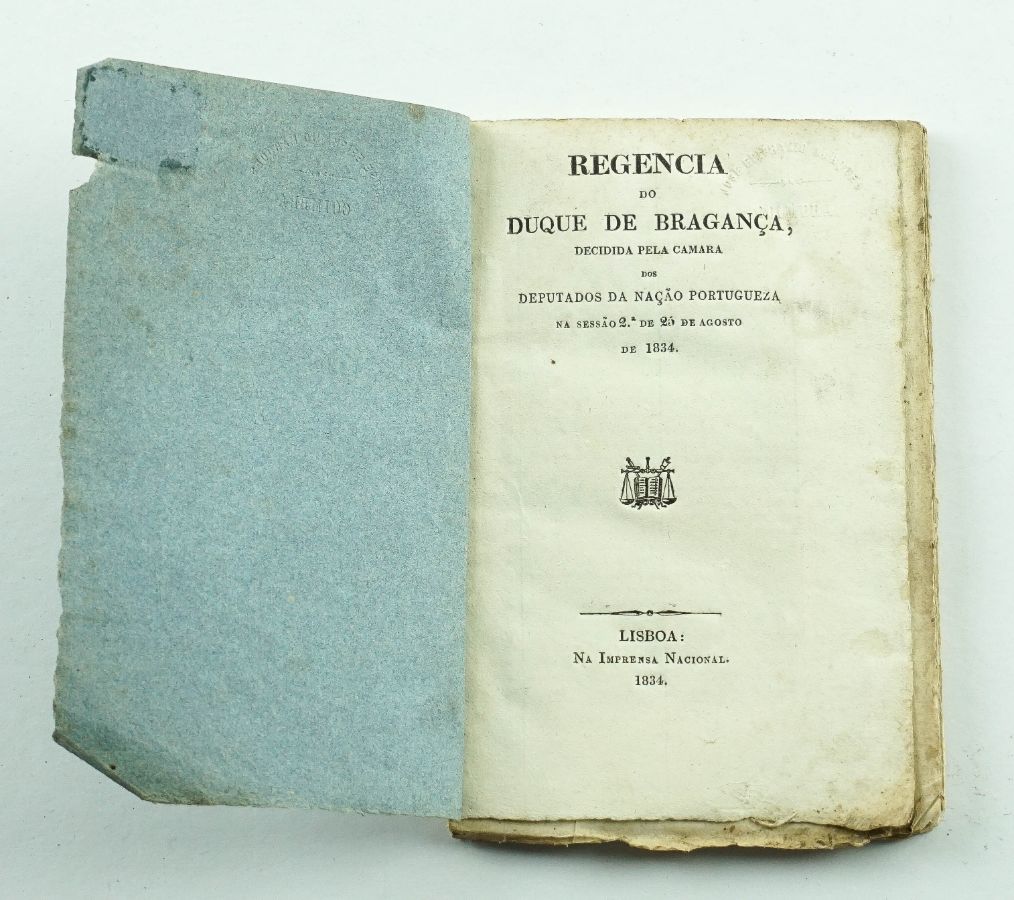 REGENCIA
DO
DUQUE DE BRAGANÇA,
DECIDIDA PELA CAMARA
DOS
DEPUTADOS DA NAÇÃO PORTUGUEZA
NA SESSÃO 2.ª DE 25 DE AGOSTO
DE 1834.
LISBOA:
NA IMPRENSA NACIONAL.
1834.